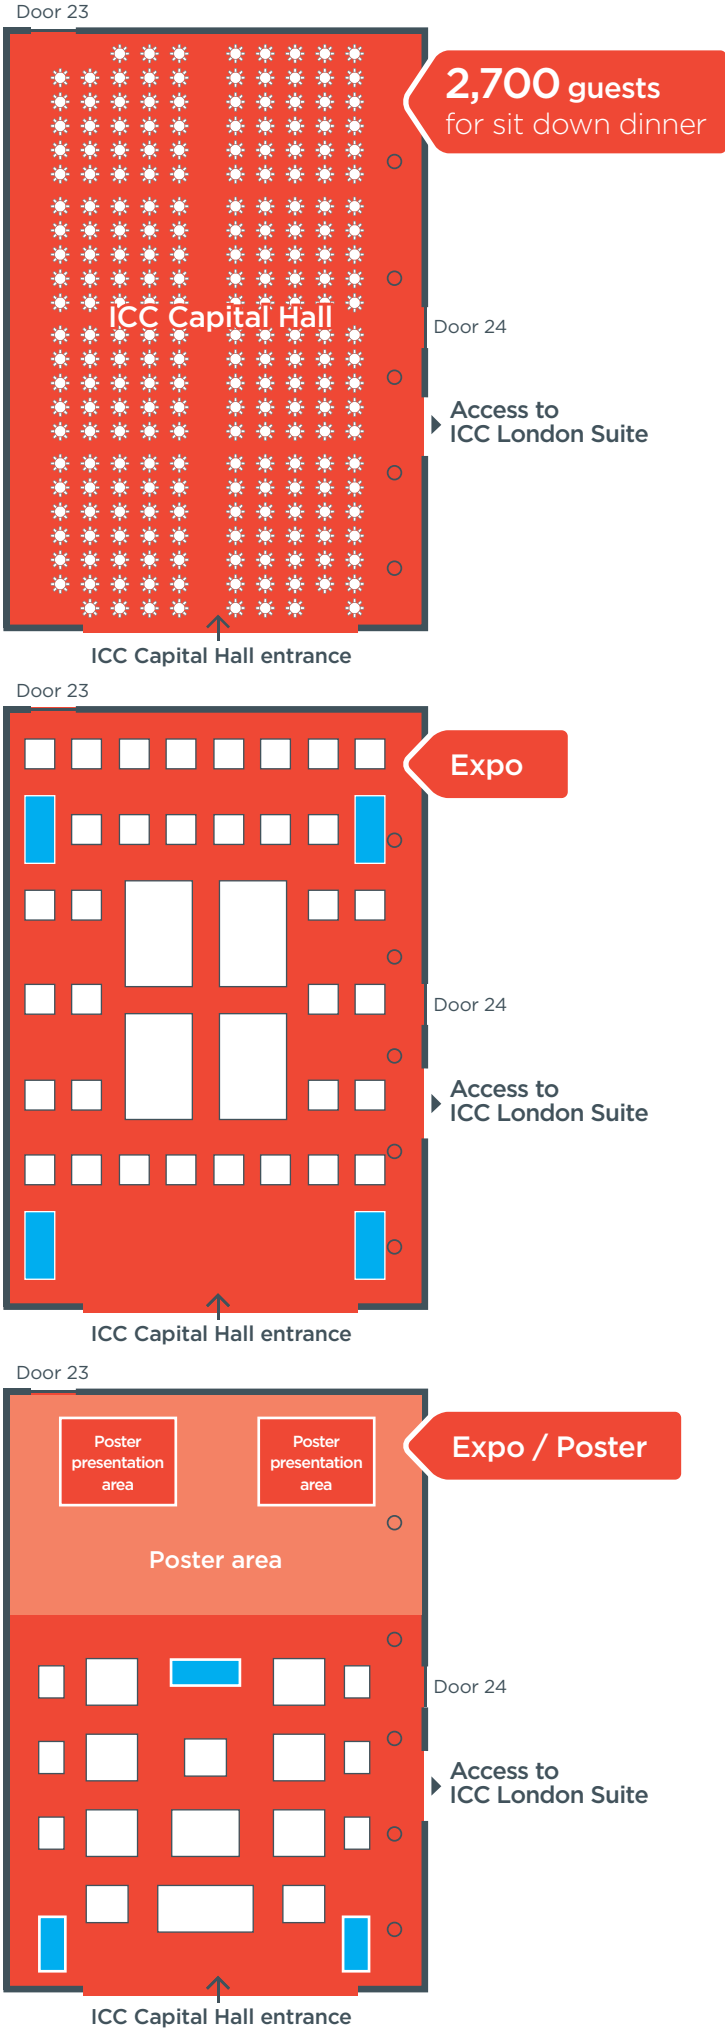 Door 23
2,700 guests
for sit down dinner
ICC Capital Hall
Door 24
Access to
ICC London Suite
ICC Capital Hall entrance
Door 23
Expo
Door 24
Access to
ICC London Suite
ICC Capital Hall entrance
Door 23
Expo / Poster
Poster
presentation
area
Poster
presentation
area
Poster area
Door 24
Access to
ICC London Suite
ICC Capital Hall entrance